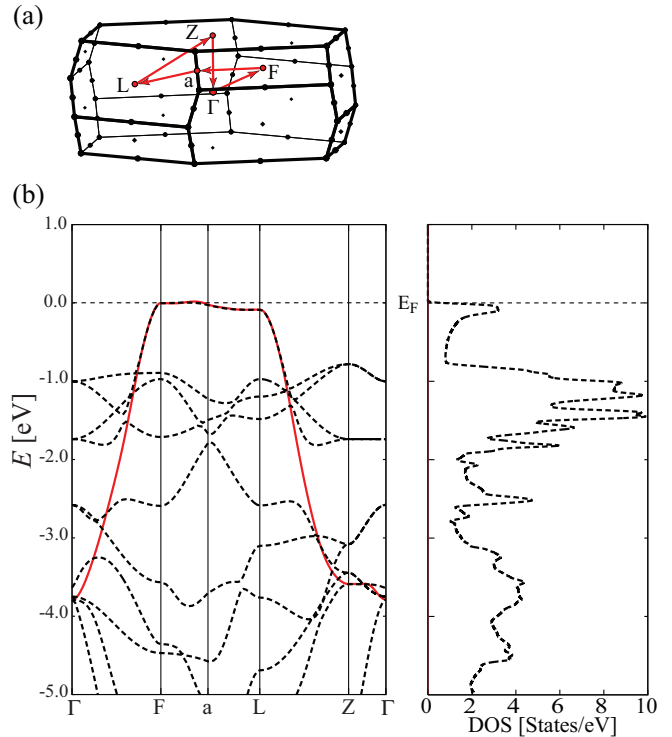 (a)
Z
F
L
a
Γ
(b)
1.0
0.0
-1.0
-2.0
-3.0
-4.0
-5.0
E [eV]
Γ F a L Z Γ
E_F
0 2 4 6 8 10
DOS [States/eV]